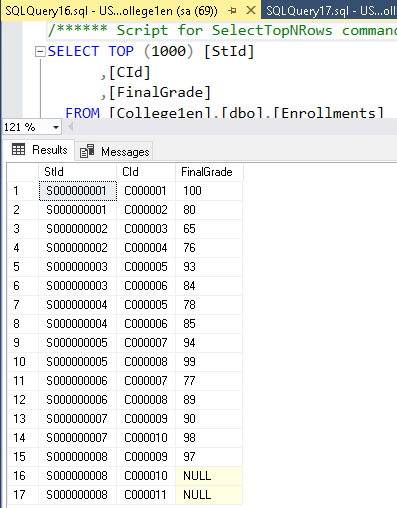 SQLQuery16.sql - US...ollege1en (sa (69)) SQLQuery17.sql - US...oll
/****** Script for SelectTopNRows comman
SELECT TOP (1000) [StId]
,[CId]
,[FinalGrade]
FROM [College1en].[dbo].[Enrollments]
121 %
Results Messages
StId CId FinalGrade
1 S000000001 C000001 100
2 S000000001 C000002 80
3 S000000002 C000003 65
4 S000000002 C000004 76
5 S000000003 C000005 93
6 S000000003 C000006 84
7 S000000004 C000005 78
8 S000000004 C000006 85
9 S000000005 C000007 94
10 S000000005 C000008 99
11 S000000006 C000007 77
12 S000000006 C000008 89
13 S000000007 C000009 90
14 S000000007 C000010 98
15 S000000008 C000009 97
16 S000000008 C000010 NULL
17 S000000008 C000011 NULL